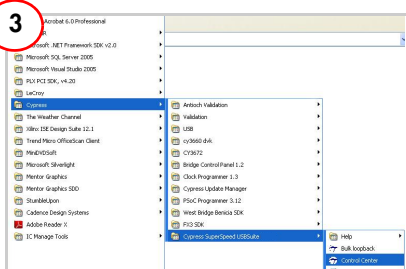 3
Acrobat 6.0 Professional
Microsoft .NET Framework SDK v2.0
Microsoft SQL Server 2005
Microsoft Visual Studio 2005
PLX PCI SDK, v4.20
LeCroy
Cypress
The Weather Channel
Xilinx ISE Design Suite 12.1
Trend Micro OfficeScan Client
MiniDVDSoft
Microsoft Silverlight
Mentor Graphics
Mentor Graphics SDD
StumbleUpon
Cadence Design Systems
Adobe Reader X
IC Manage Tools
Antioch Validation
Validation
USB
cy3660 dvk
CY3672
Bridge Control Panel 1.2
Clock Programmer 1.3
Cypress Update Manager
PSoC Programmer 3.12
West Bridge Benicia SDK
FX3 SDK
Cypress SuperSpeed USBSuite
Help
Bulk loopback
Control Center